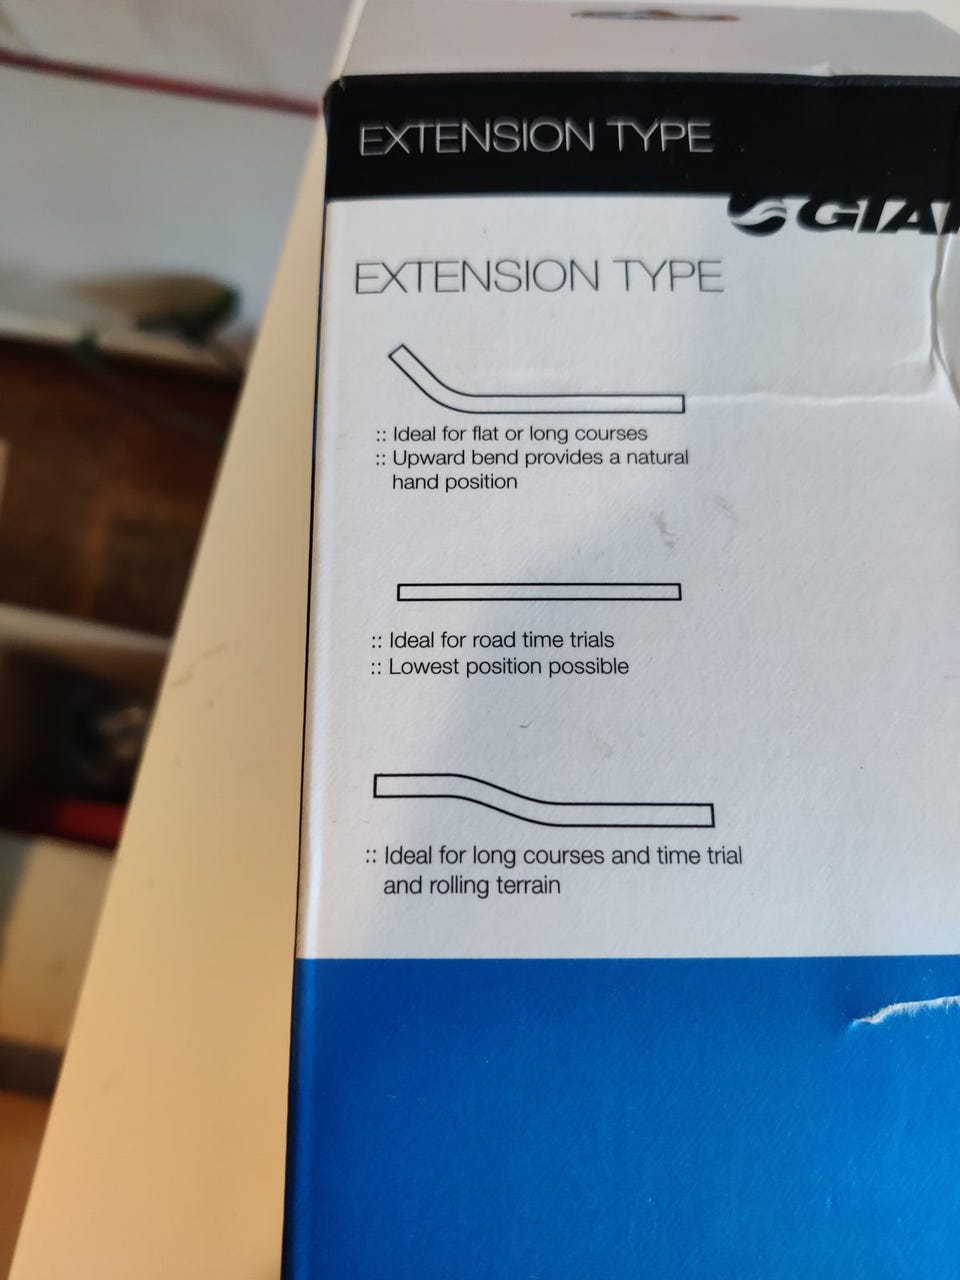 EXTENSION TYPE
GIA
EXTENSION TYPE
:: Ideal for flat or long courses
:: Upward bend provides a natural
hand position
:: Ideal for road time trials
:: Lowest position possible
:: Ideal for long courses and time trial
and rolling terrain